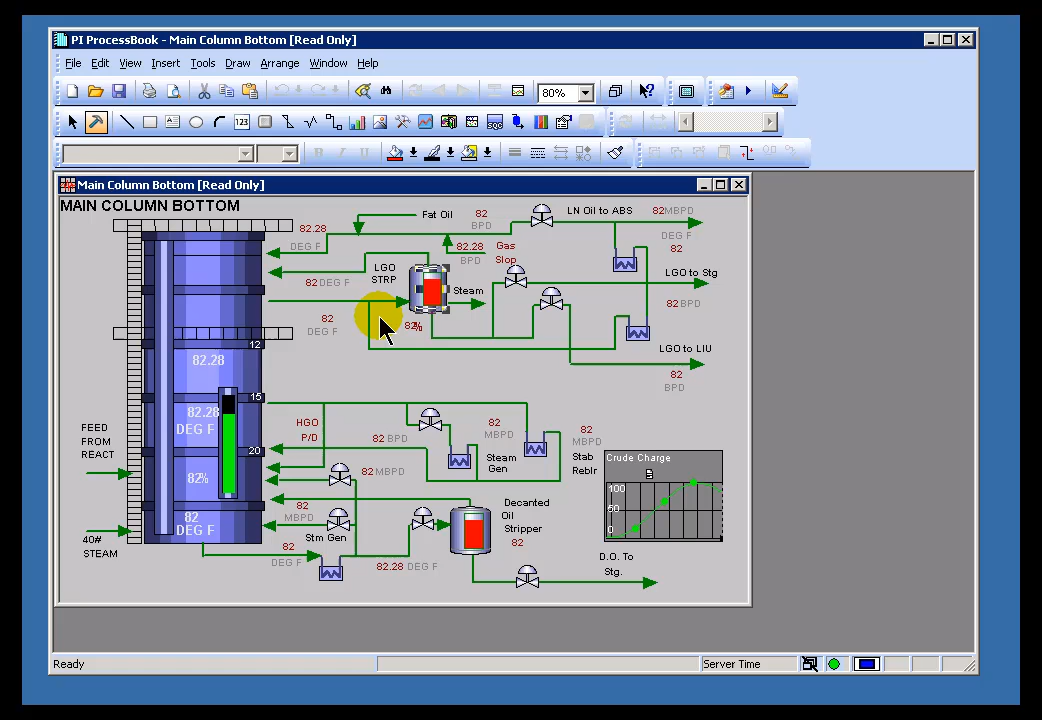 PI ProcessBook - Main Column Bottom [Read Only]
File Edit View Insert Tools Draw Arrange Window Help
80%
123
SQC
B I U
Main Column Bottom [Read Only]
MAIN COLUMN BOTTOM
Fat Oil
82
BPD
LN Oil to ABS
82 MBPD
82.28
DEG F
82.28
BPD
Gas
Slop
DEG F
82
LGO
STRP
82 DEG F
Steam
LGO to Stg
82 BPD
82
DEG F
82%
12
LGO to LIU
82.28
82
BPD
15
82.28
DEG F
HGO
P/D
82 BPD
82
MBPD
82
MBPD
FEED
FROM
REACT
20
Steam
Gen
Stab
Reblr
Crude Charge
82%
82 MBPD
100
50
0
82
MBPD
82
DEG F
Decanted
Oil
Stripper
82
40#
STEAM
Stm Gen
82
DEG F
82.28 DEG F
D.O. To
Stg.
Ready
Server Time